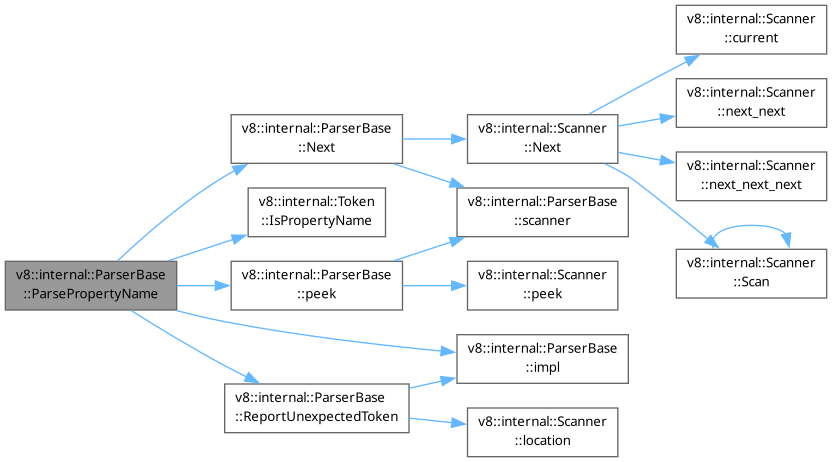 v8::internal::Scanner
::current
v8::internal::Scanner
::next_next
v8::internal::ParserBase
::Next
v8::internal::Scanner
::Next
v8::internal::Scanner
::next_next_next
v8::internal::Token
::IsPropertyName
v8::internal::ParserBase
::scanner
v8::internal::ParserBase
::ParsePropertyName
v8::internal::ParserBase
::peek
v8::internal::Scanner
::peek
v8::internal::Scanner
::Scan
v8::internal::ParserBase
::impl
v8::internal::ParserBase
::ReportUnexpectedToken
v8::internal::Scanner
::location